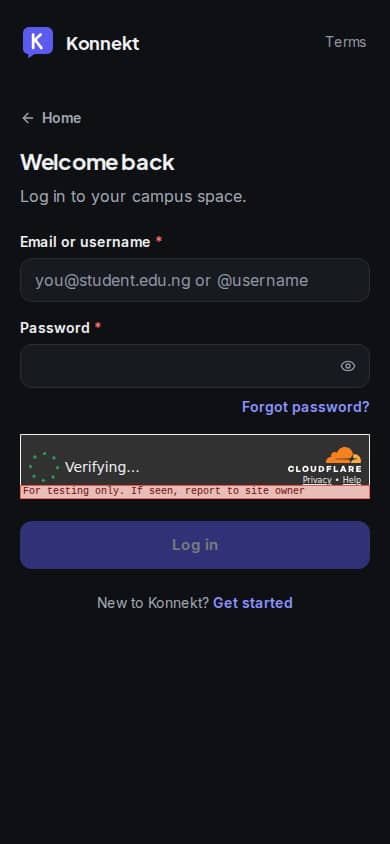 Konnekt
Terms
Home
Welcome back
Log in to your campus space.
Email or username *
you@student.edu.ng or @username
Password *
Forgot password?
Verifying...
CLOUDFLARE
Privacy • Help
For testing only. If seen, report to site owner
Log in
New to Konnekt? Get started